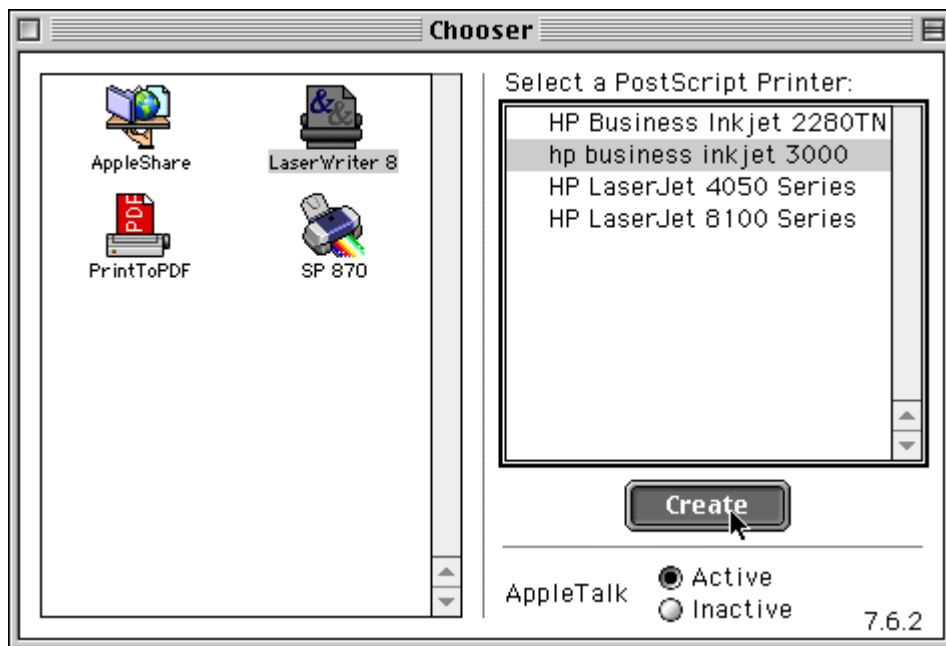 Chooser
AppleShare
LaserWriter 8
PDF
PrintToPDF
SP 870
Select a PostScript Printer:
HP Business Inkjet 2280TN
hp business inkjet 3000
HP LaserJet 4050 Series
HP LaserJet 8100 Series
Create
AppleTalk
Active
Inactive
7.6.2